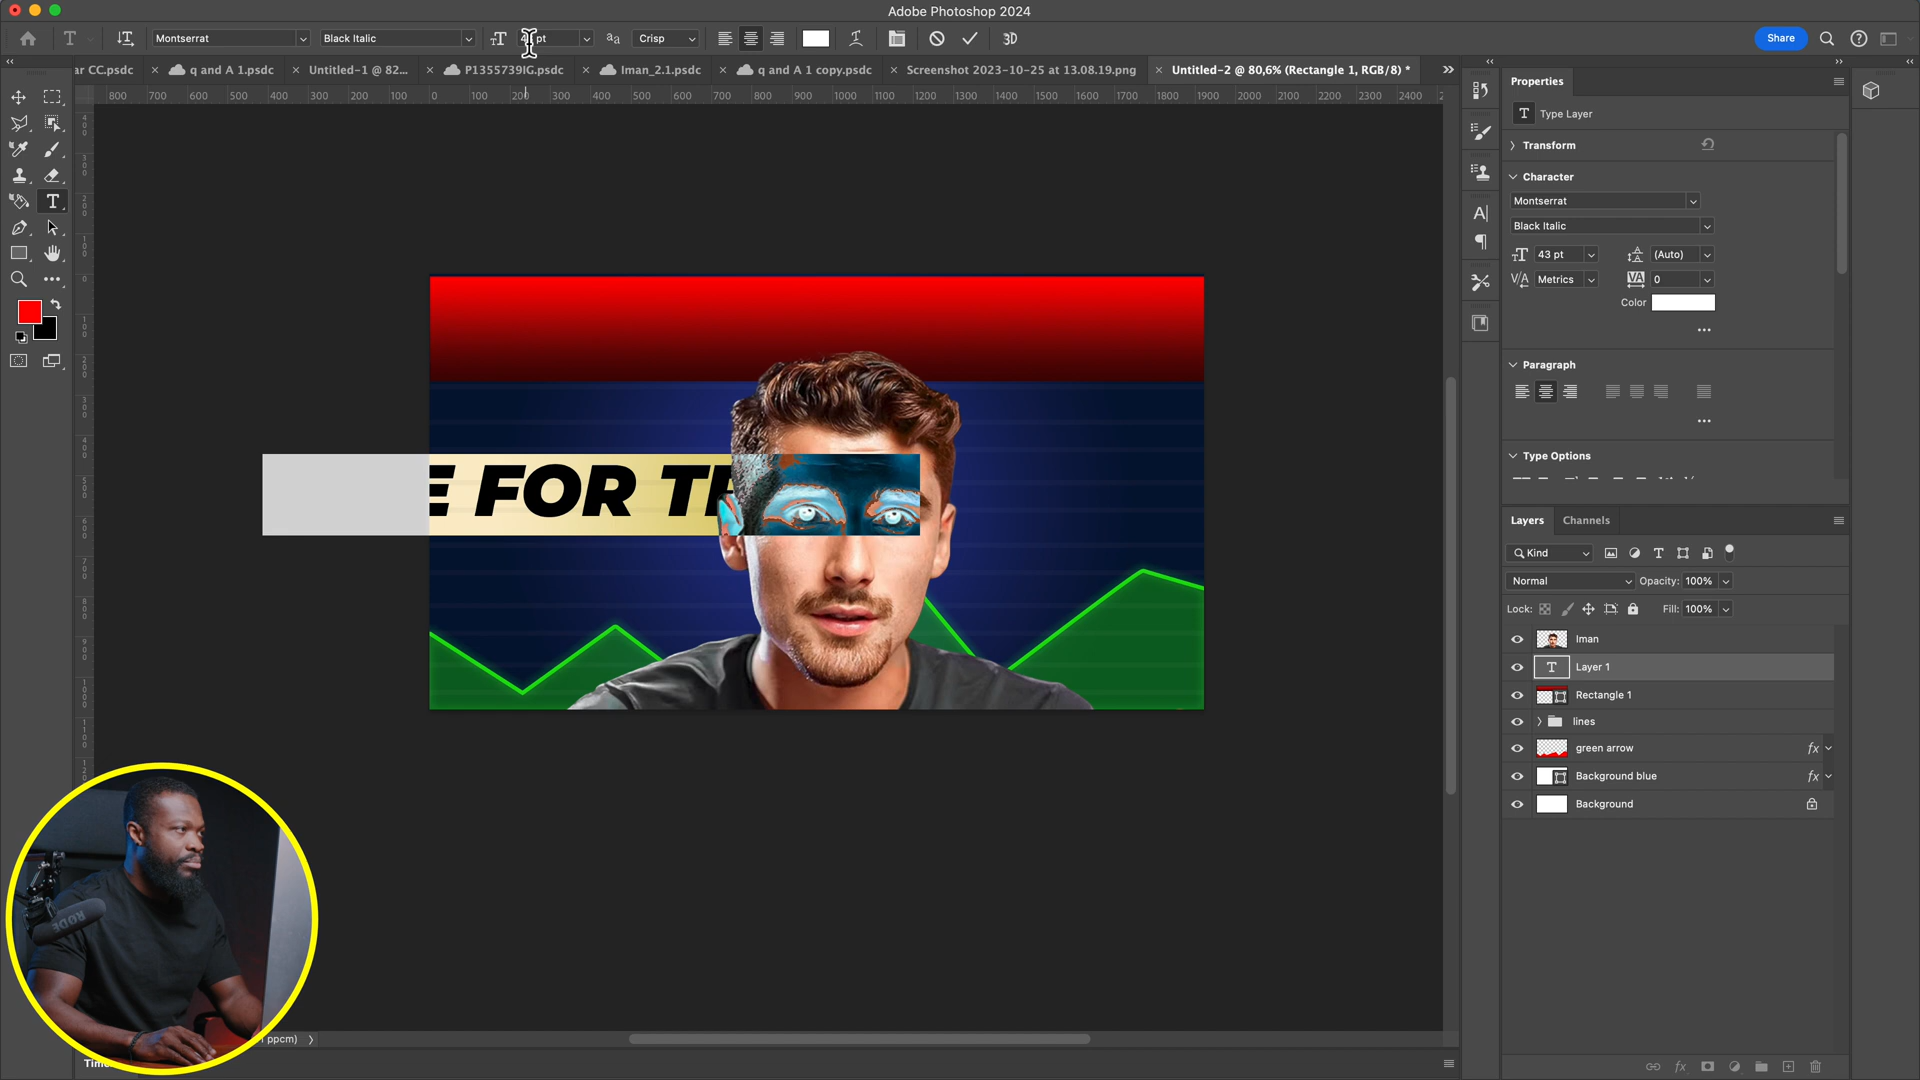 Adobe Photoshop 2024
Montserrat
Black Italic
pt
Crisp
Share
ar CC.psdc
q and A 1.psdc
Untitled-1 @ 82...
P1355739IG.psdc
Iman_2.1.psdc
q and A 1 copy.psdc
Screenshot 2023-10-25 at 13.08.19.png
Untitled-2 @ 80,6% (Rectangle 1, RGB/8) *
800 700 600 500 400 300 200 100 0 100 200 300 400 500 600 700 800 900 1000 1100 1200 1300 1400 1500 1600 1700 1800 1900 2000 2100 2200 2300 2400
Properties
Type Layer
Transform
Character
Montserrat
Black Italic
43 pt
(Auto)
Metrics
0
Color
Paragraph
Type Options
E FOR TH
Layers
Channels
Kind
Normal
Opacity: 100%
Lock:
Fill: 100%
Iman
Layer 1
Rectangle 1
lines
green arrow
fx
Background blue
fx
Background
RØDE
ppcm)
Time